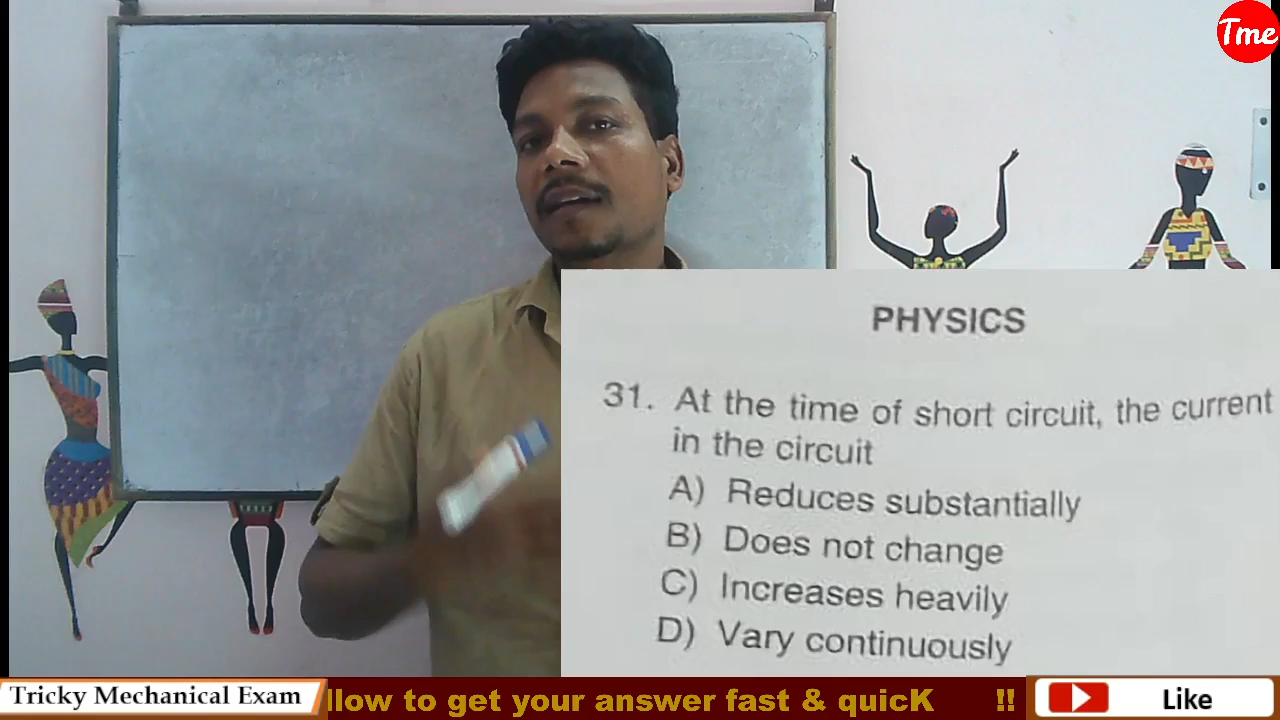 Tme
PHYSICS
31. At the time of short circuit, the current
in the circuit
A) Reduces substantially
B) Does not change
C) Increases heavily
D) Vary continuously
Tricky Mechanical Exam
llow to get your answer fast & quicK !!
Like